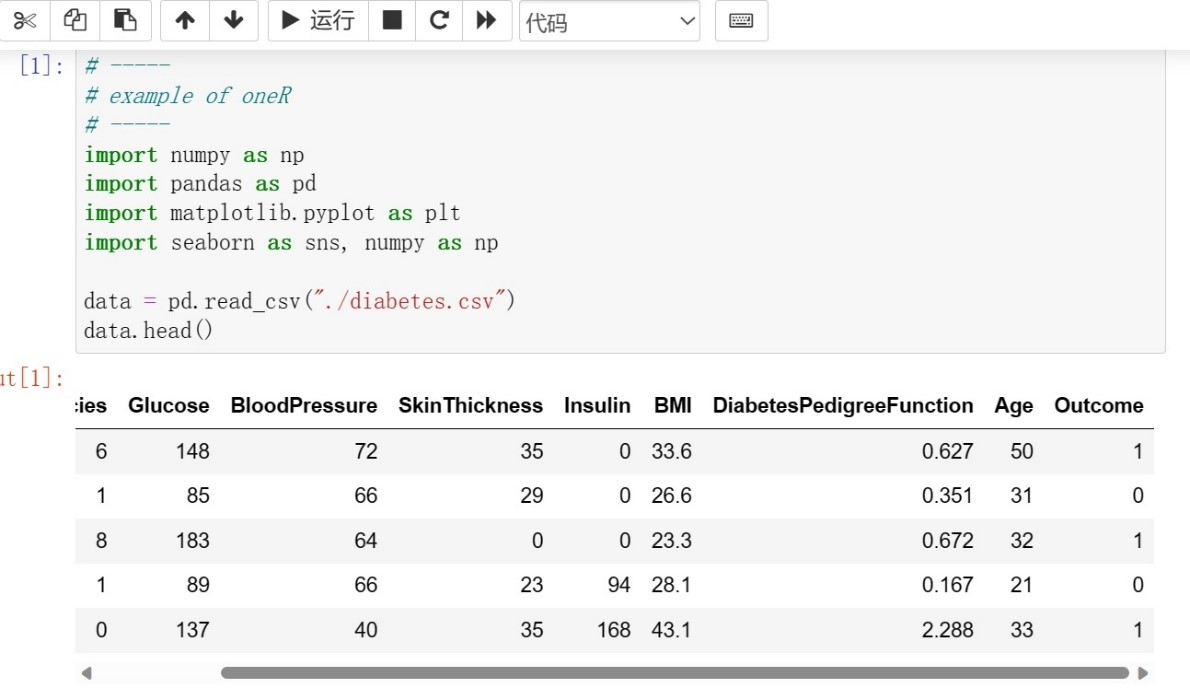 运行 代码
[1]:
# -----
# example of oneR
# -----
import numpy as np
import pandas as pd
import matplotlib.pyplot as plt
import seaborn as sns, numpy as np
data = pd.read_csv("./diabetes.csv")
data.head()
ut[1]:
cies Glucose BloodPressure SkinThickness Insulin BMI DiabetesPedigreeFunction Age Outcome
6 148 72 35 0 33.6 0.627 50 1
1 85 66 29 0 26.6 0.351 31 0
8 183 64 0 0 23.3 0.672 32 1
1 89 66 23 94 28.1 0.167 21 0
0 137 40 35 168 43.1 2.288 33 1